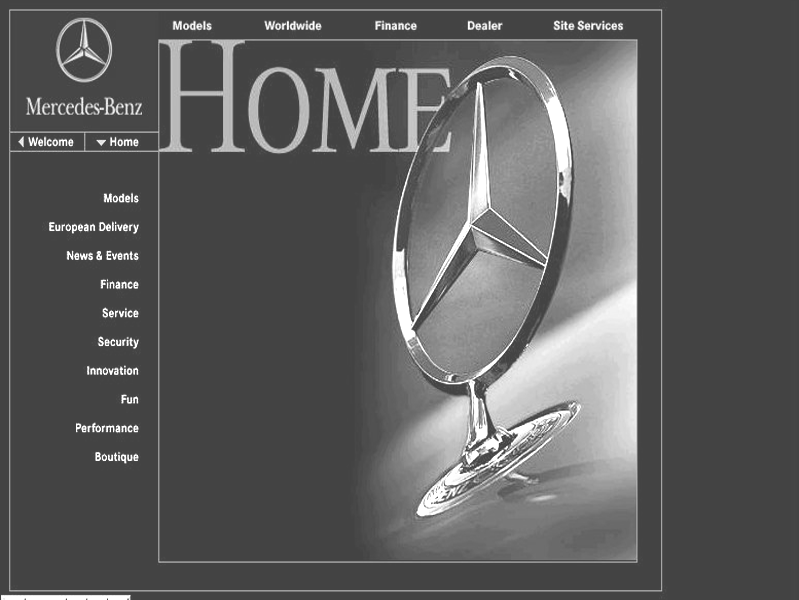 Models Worldwide Finance Dealer Site Services
Mercedes-Benz
HOME
Welcome Home
Models
European Delivery
News & Events
Finance
Service
Security
Innovation
Fun
Performance
Boutique